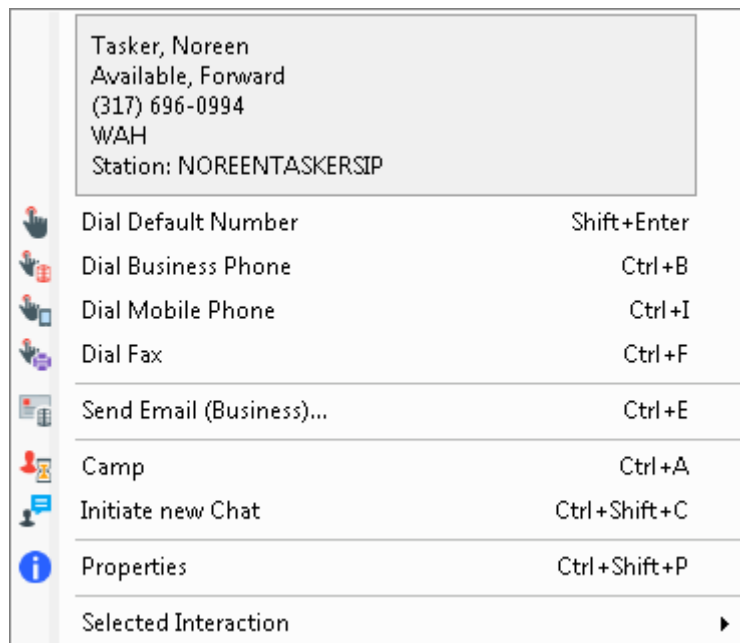 Tasker, Noreen
Available, Forward
(317) 696-0994
WAH
Station: NOREENTASKERSIP
Dial Default Number Shift+Enter
Dial Business Phone Ctrl+B
Dial Mobile Phone Ctrl+I
Dial Fax Ctrl+F
Send Email (Business)... Ctrl+E
Camp Ctrl+A
Initiate new Chat Ctrl+Shift+C
Properties Ctrl+Shift+P
Selected Interaction